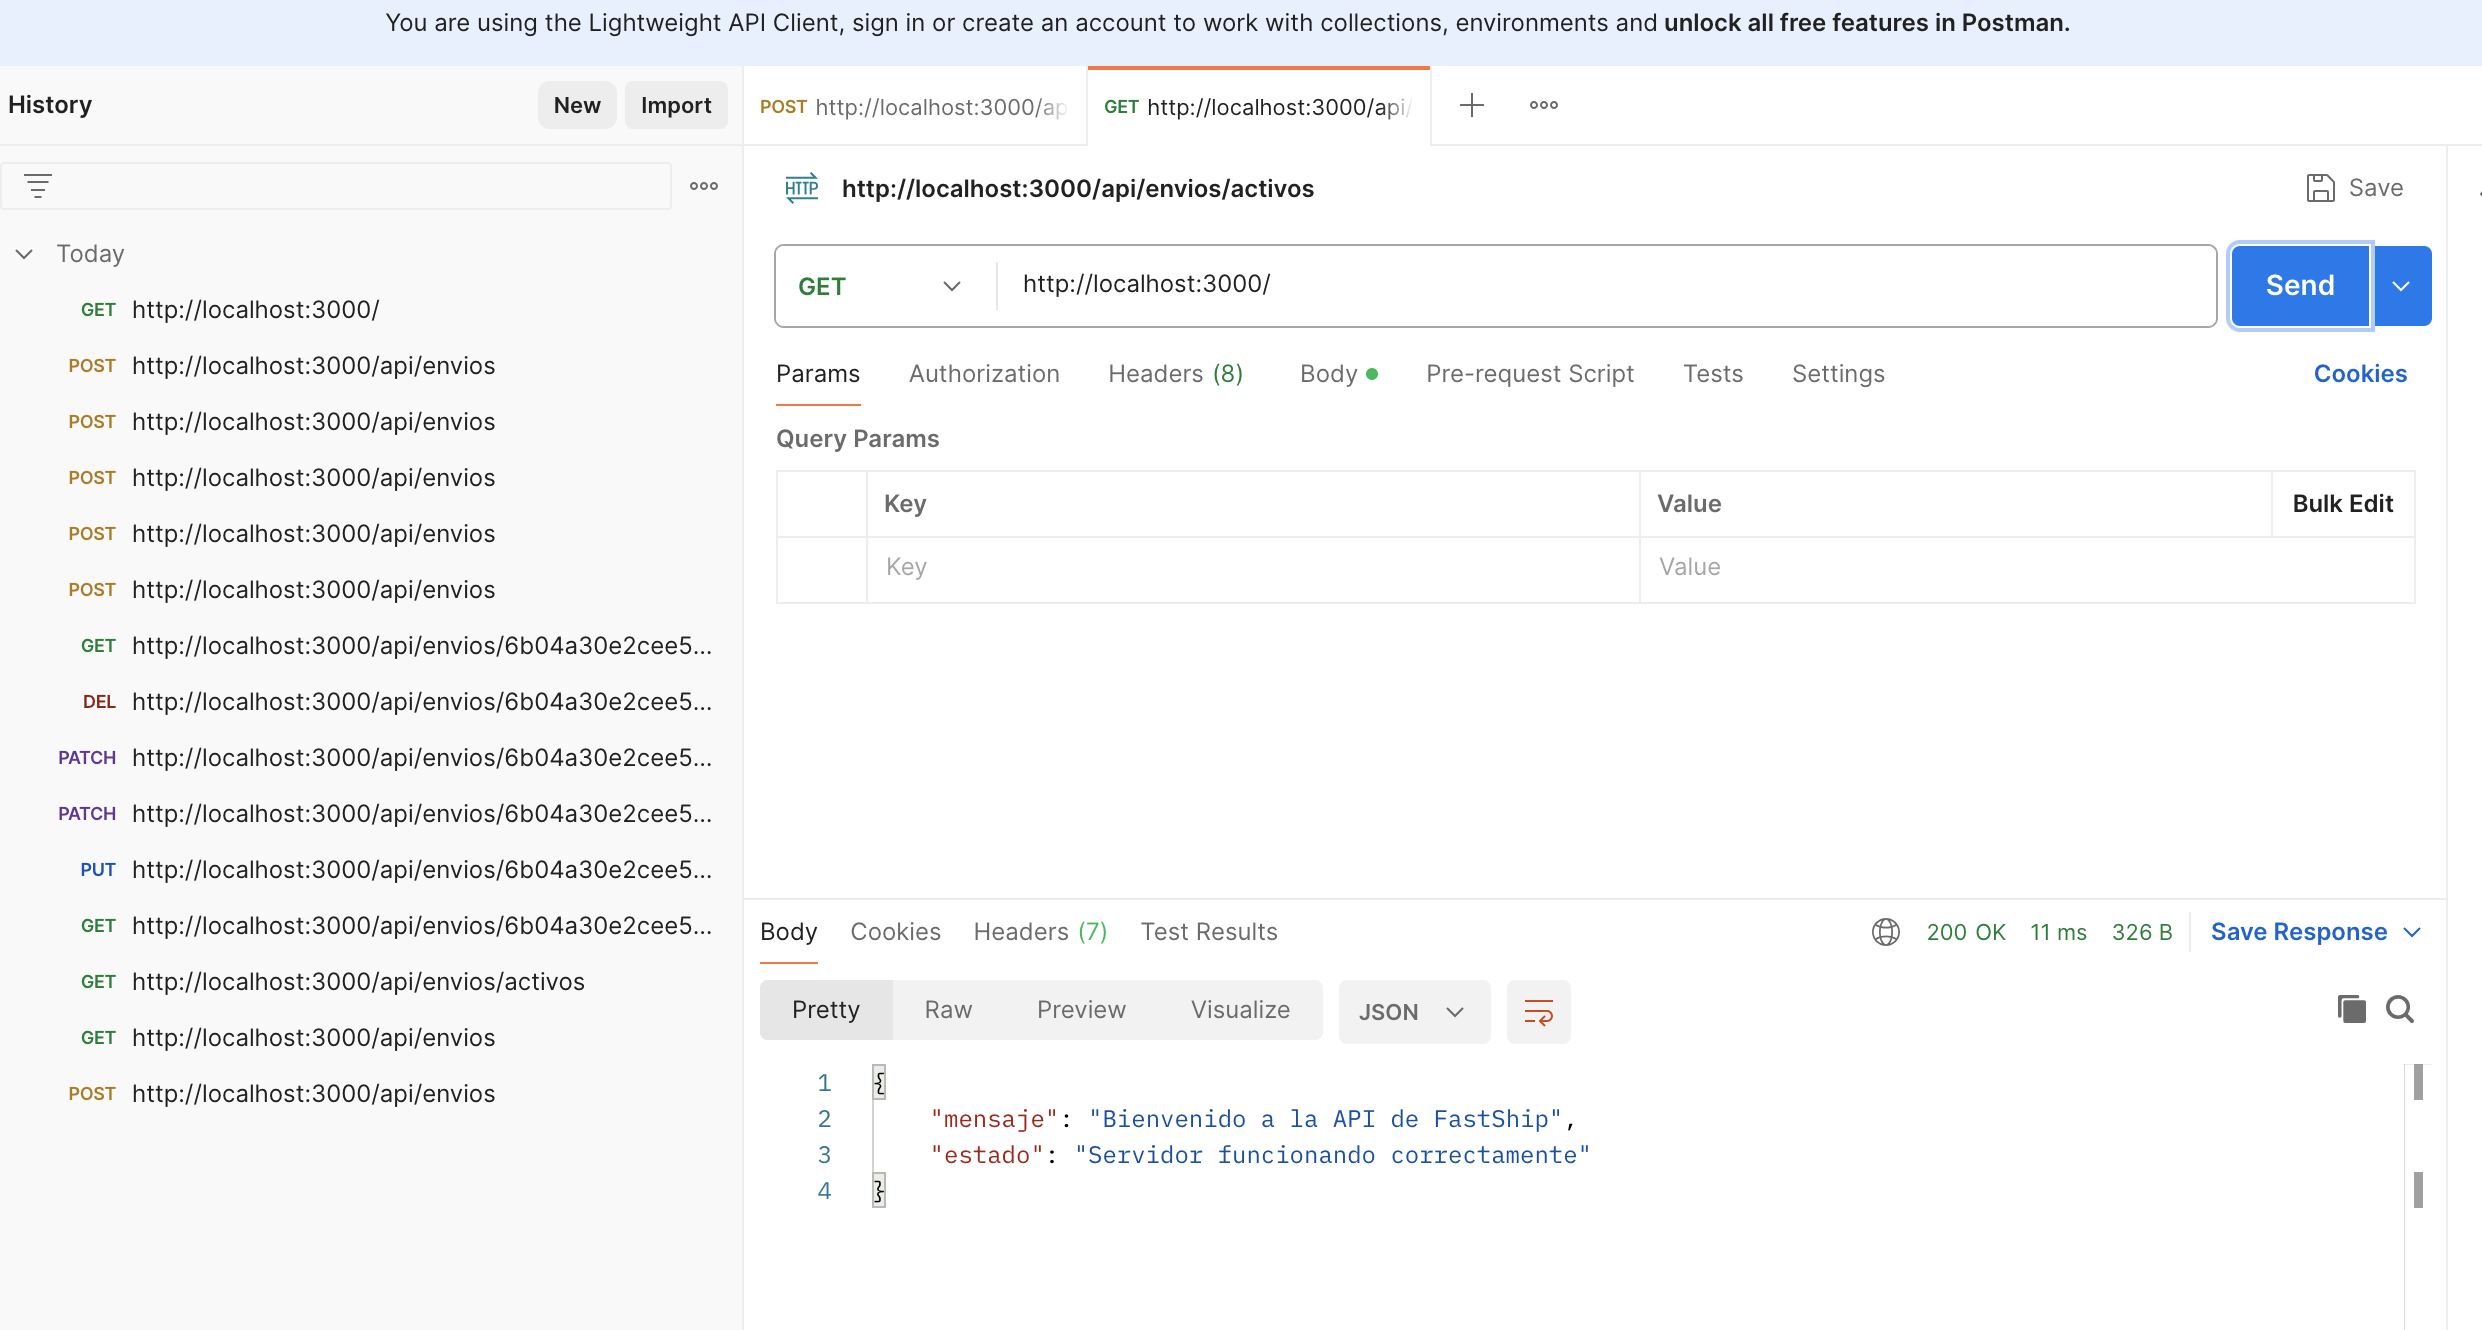 You are using the Lightweight API Client, sign in or create an account to work with collections, environments and unlock all free features in Postman.
History
New
Import
Today
GET http://localhost:3000/
POST http://localhost:3000/api/envios
POST http://localhost:3000/api/envios
POST http://localhost:3000/api/envios
POST http://localhost:3000/api/envios
POST http://localhost:3000/api/envios
GET http://localhost:3000/api/envios/6b04a30e2cee5...
DEL http://localhost:3000/api/envios/6b04a30e2cee5...
PATCH http://localhost:3000/api/envios/6b04a30e2cee5...
PATCH http://localhost:3000/api/envios/6b04a30e2cee5...
PUT http://localhost:3000/api/envios/6b04a30e2cee5...
GET http://localhost:3000/api/envios/6b04a30e2cee5...
GET http://localhost:3000/api/envios/activos
GET http://localhost:3000/api/envios
POST http://localhost:3000/api/envios
POST http://localhost:3000/ap
GET http://localhost:3000/api/
HTTP http://localhost:3000/api/envios/activos
Save
GET http://localhost:3000/
Send
Params Authorization Headers (8) Body Pre-request Script Tests Settings Cookies
Query Params
Key Value Bulk Edit
Key Value
Body Cookies Headers (7) Test Results 200 OK 11 ms 326 B Save Response
Pretty Raw Preview Visualize JSON
1 {
2 "mensaje": "Bienvenido a la API de FastShip",
3 "estado": "Servidor funcionando correctamente"
4 }